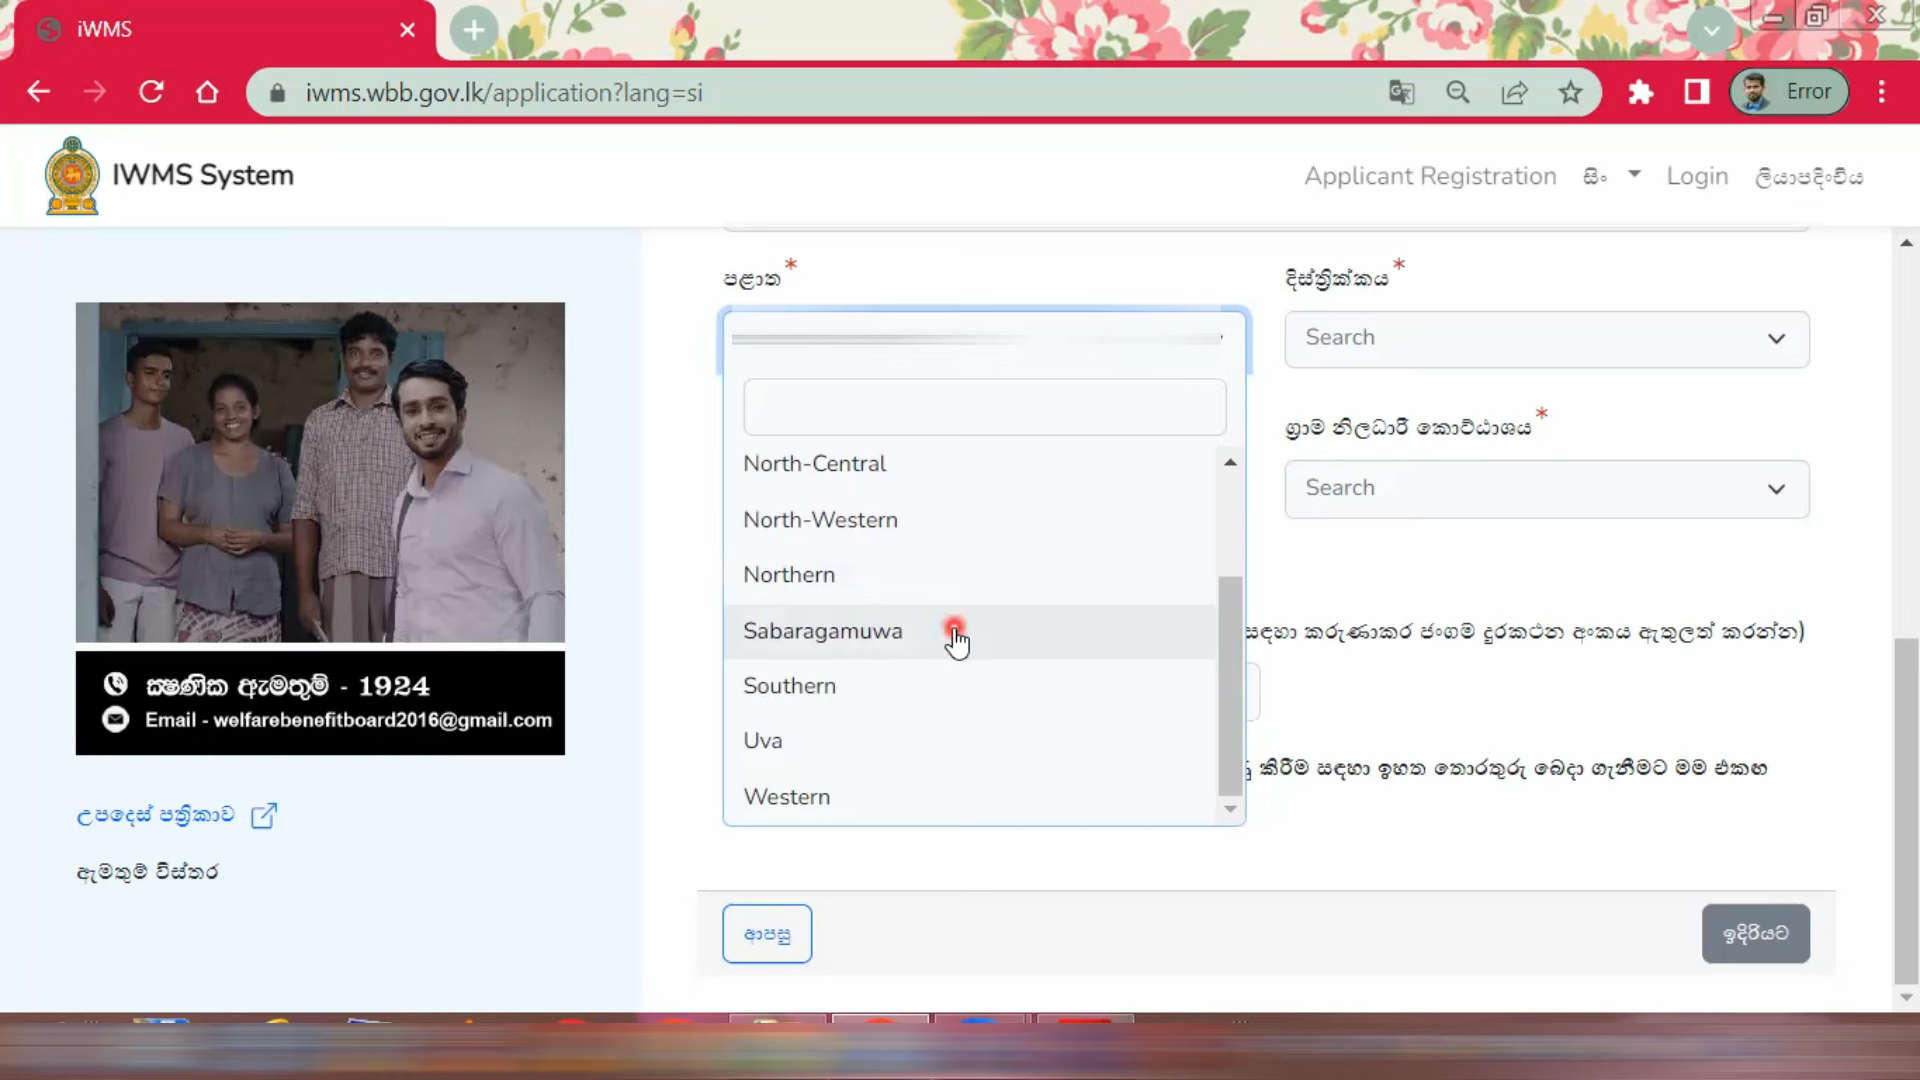 iWMS
iwms.wbb.gov.lk/application?lang=si
Error
IWMS System
Applicant Registration
සිං
Login
ලියාපදිංචිය
පළාත *
දිස්ත්‍රික්කය *
Search
ග්‍රාම නිලධාරී කොට්ඨාශය *
Search
North-Central
North-Western
Northern
Sabaragamuwa
Southern
Uva
Western
සඳහා කරුණාකර ජංගම දුරකථන අංකය ඇතුලත් කරන්න)
කිරීම සඳහා ඉහත තොරතුරු බෙදා ගැනීමට මම එකඟ
ක්‍ෂණික ඇමතුම් - 1924
Email - welfarebenefitboard2016@gmail.com
උපදෙස් පත්‍රිකාව
ඇමතුම් විස්තර
ආපසු
ඉදිරියට